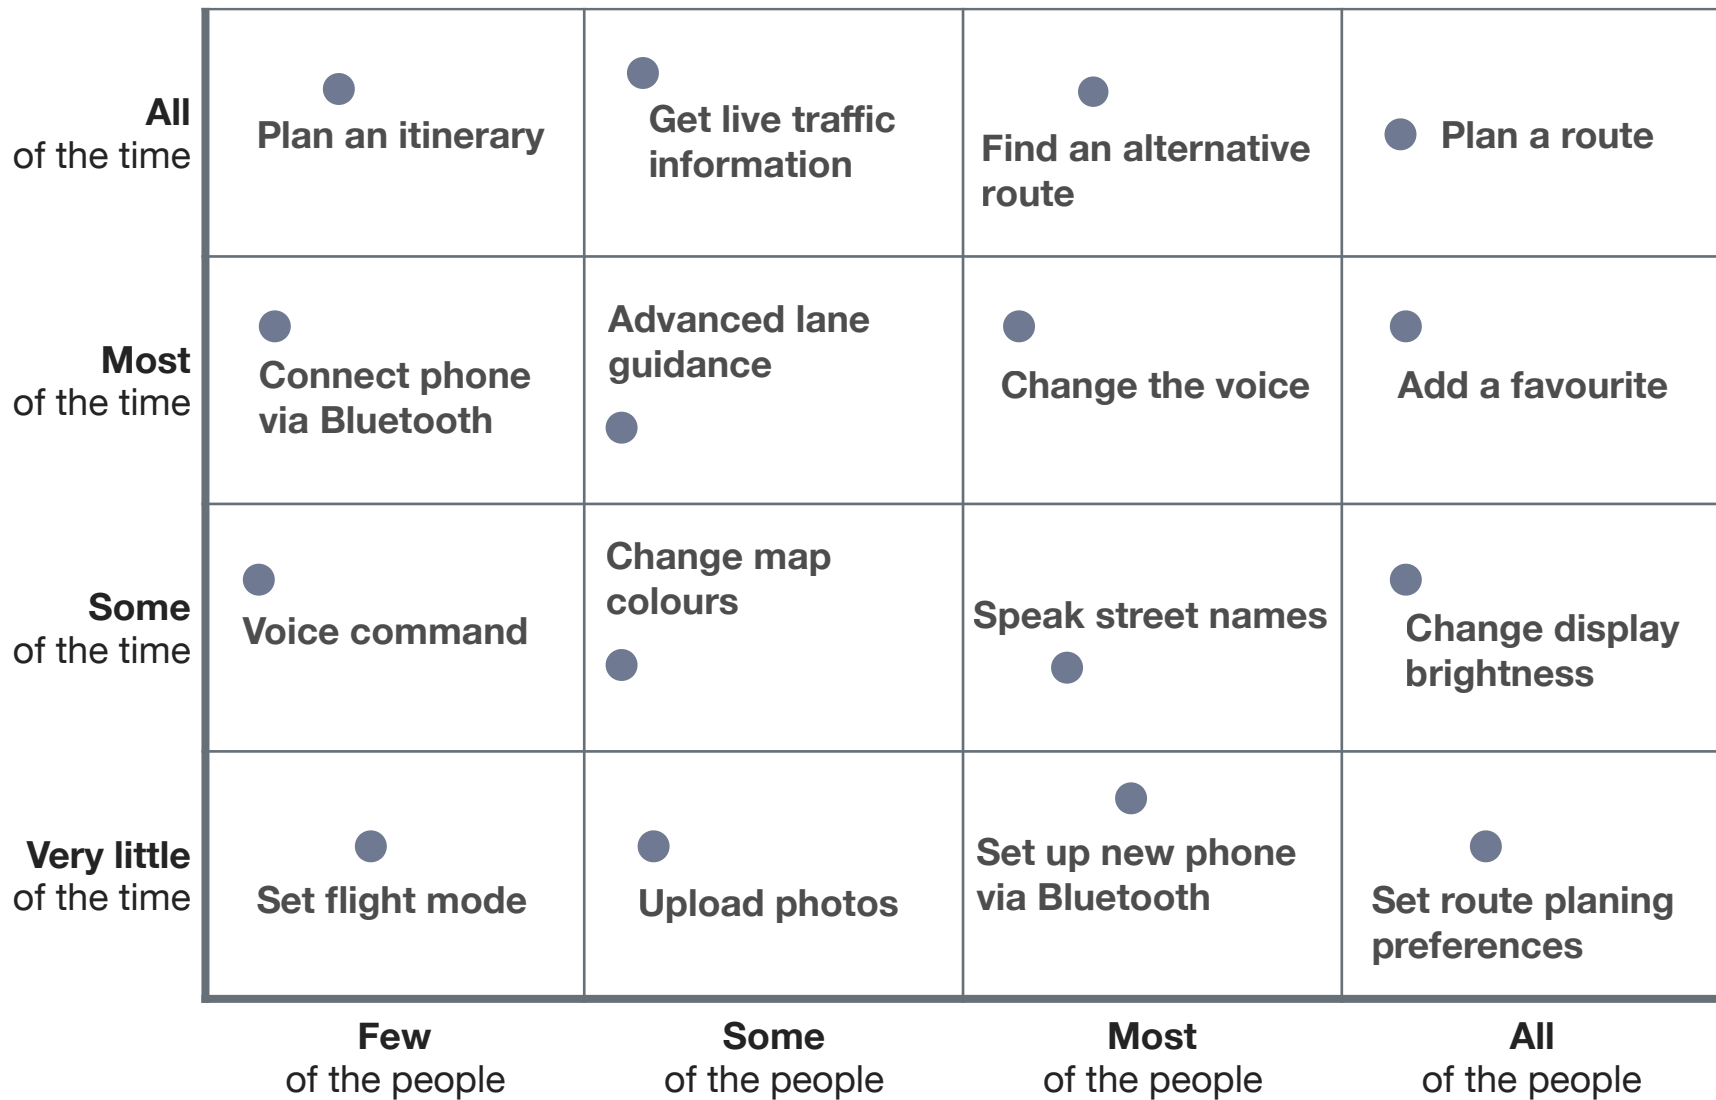 All
of the time
Plan an itinerary
Get live traffic
information
Find an alternative
route
Plan a route
Most
of the time
Connect phone
via Bluetooth
Advanced lane
guidance
Change the voice
Add a favourite
Some
of the time
Voice command
Change map
colours
Speak street names
Change display
brightness
Very little
of the time
Set flight mode
Upload photos
Set up new phone
via Bluetooth
Set route planing
preferences
Few
of the people
Some
of the people
Most
of the people
All
of the people